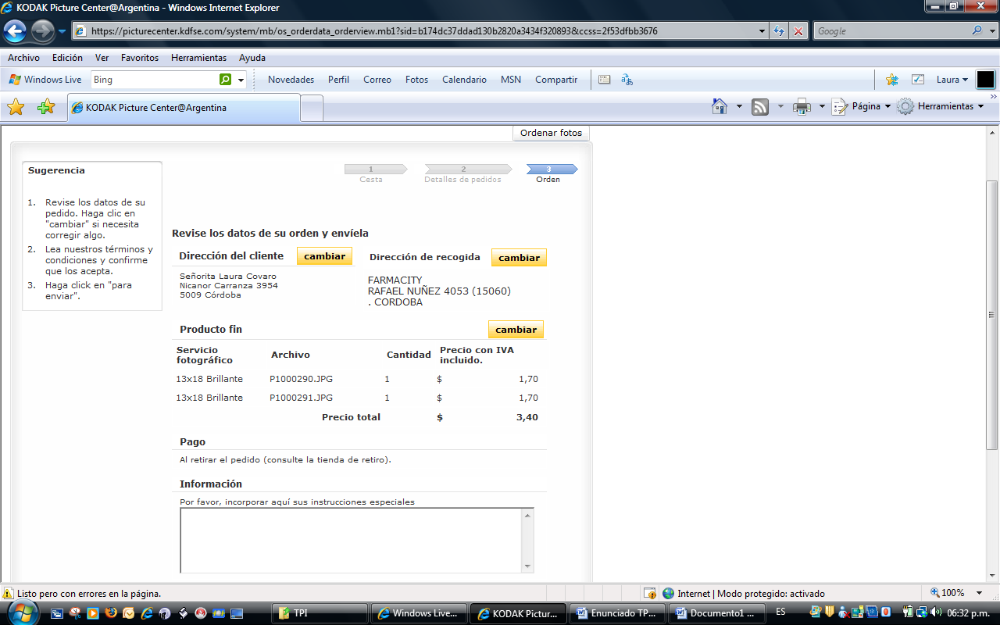 KODAK Picture Center@Argentina - Windows Internet Explorer
https://picturecenter.kdfse.com/system/mb/os_orderdata_orderview.mb1?sid=b174dc37ddad130b2820a3434f320893&ccss=2f53dfbb3676
Google
Archivo Edición Ver Favoritos Herramientas Ayuda
Windows Live Bing Novedades Perfil Correo Fotos Calendario MSN Compartir Laura
KODAK Picture Center@Argentina Página Herramientas
Ordenar fotos
Sugerencia
1. Revise los datos de su
pedido. Haga clic en
"cambiar" si necesita
corregir algo.
2. Lea nuestros términos y
condiciones y confirme
que los acepta.
3. Haga click en "para
enviar".
1 2 3
Cesta Detalles de pedidos Orden
Revise los datos de su orden y envíela
Dirección del cliente cambiar
Señorita Laura Covaro
Nicanor Carranza 3954
5009 Córdoba
Dirección de recogida cambiar
FARMACITY
RAFAEL NUÑEZ 4053 (15060)
. CORDOBA
Producto fin cambiar
Servicio fotográfico Archivo Cantidad Precio con IVA incluido.
13x18 Brillante P1000290.JPG 1 $ 1,70
13x18 Brillante P1000291.JPG 1 $ 1,70
Precio total $ 3,40
Pago
Al retirar el pedido (consulte la tienda de retiro).
Información
Por favor, incorporar aquí sus instrucciones especiales
Listo pero con errores en la página. Internet | Modo protegido: activado 100%
TPI Windows Live... KODAK Pictur... Enunciado TP... Documento1 ... ES 06:32 p.m.